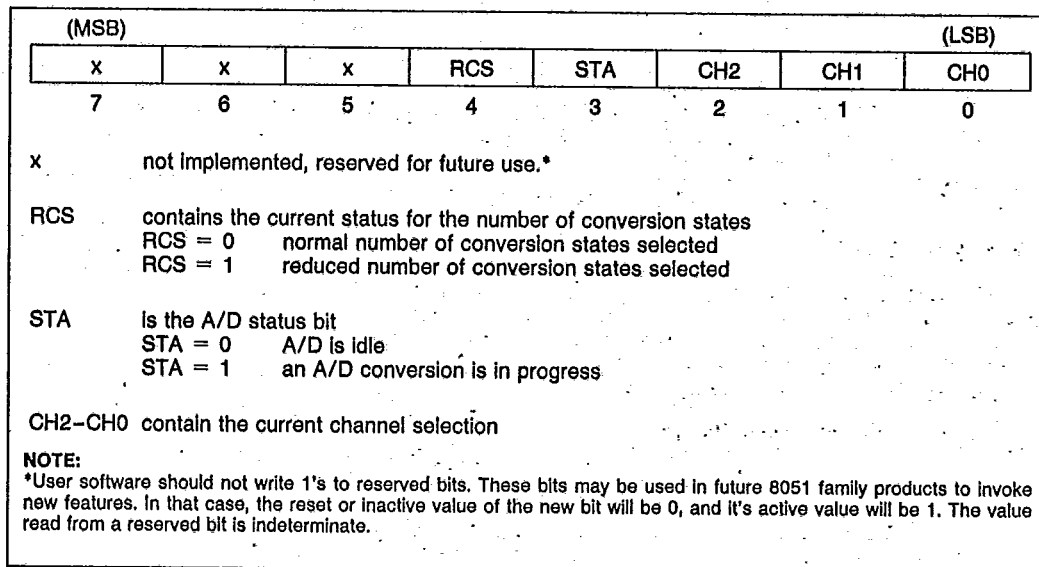 (MSB) (LSB)
x x x RCS STA CH2 CH1 CH0
7 6 5 4 3 2 1 0
x not implemented, reserved for future use.*
RCS contains the current status for the number of conversion states
RCS = 0 normal number of conversion states selected
RCS = 1 reduced number of conversion states selected
STA is the A/D status bit
STA = 0 A/D is idle
STA = 1 an A/D conversion is in progress
CH2–CH0 contain the current channel selection
NOTE:
*User software should not write 1's to reserved bits. These bits may be used in future 8051 family products to invoke
new features. In that case, the reset or inactive value of the new bit will be 0, and it's active value will be 1. The value
read from a reserved bit is indeterminate.